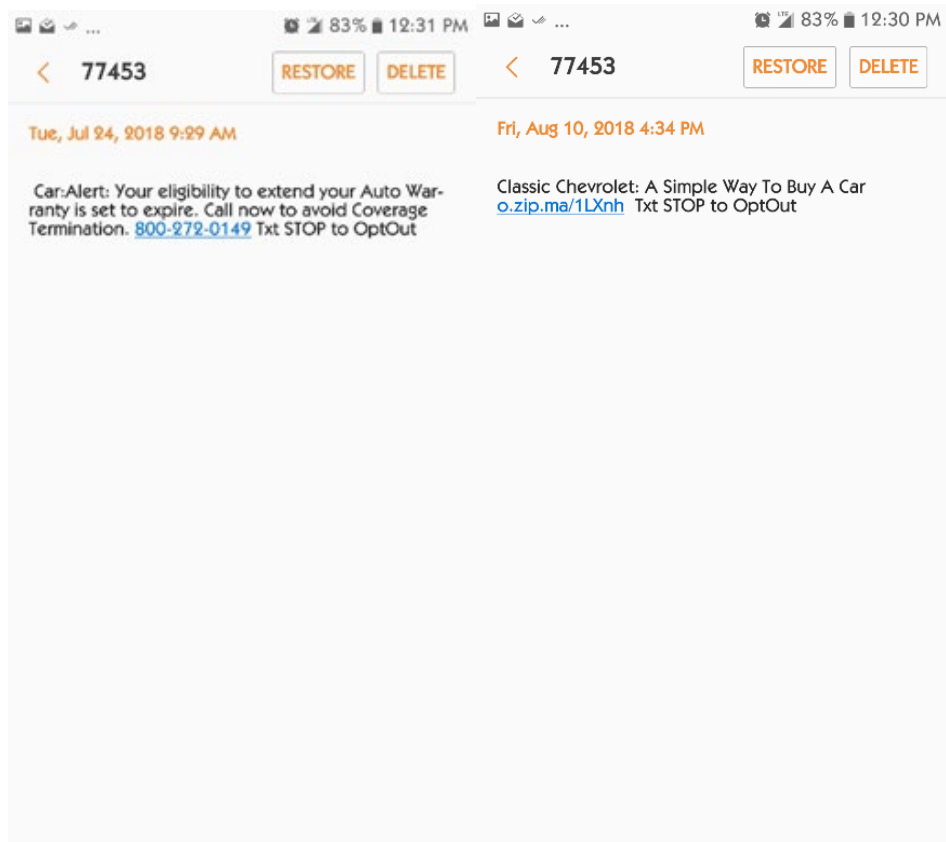 ... 83% 12:31 PM
77453 RESTORE DELETE
Tue, Jul 24, 2018 9:29 AM
Car:Alert: Your eligibility to extend your Auto War-
ranty is set to expire. Call now to avoid Coverage
Termination. 800-272-0149 Txt STOP to OptOut
... LTE 83% 12:30 PM
77453 RESTORE DELETE
Fri, Aug 10, 2018 4:34 PM
Classic Chevrolet: A Simple Way To Buy A Car
o.zip.ma/1LXnh Txt STOP to OptOut